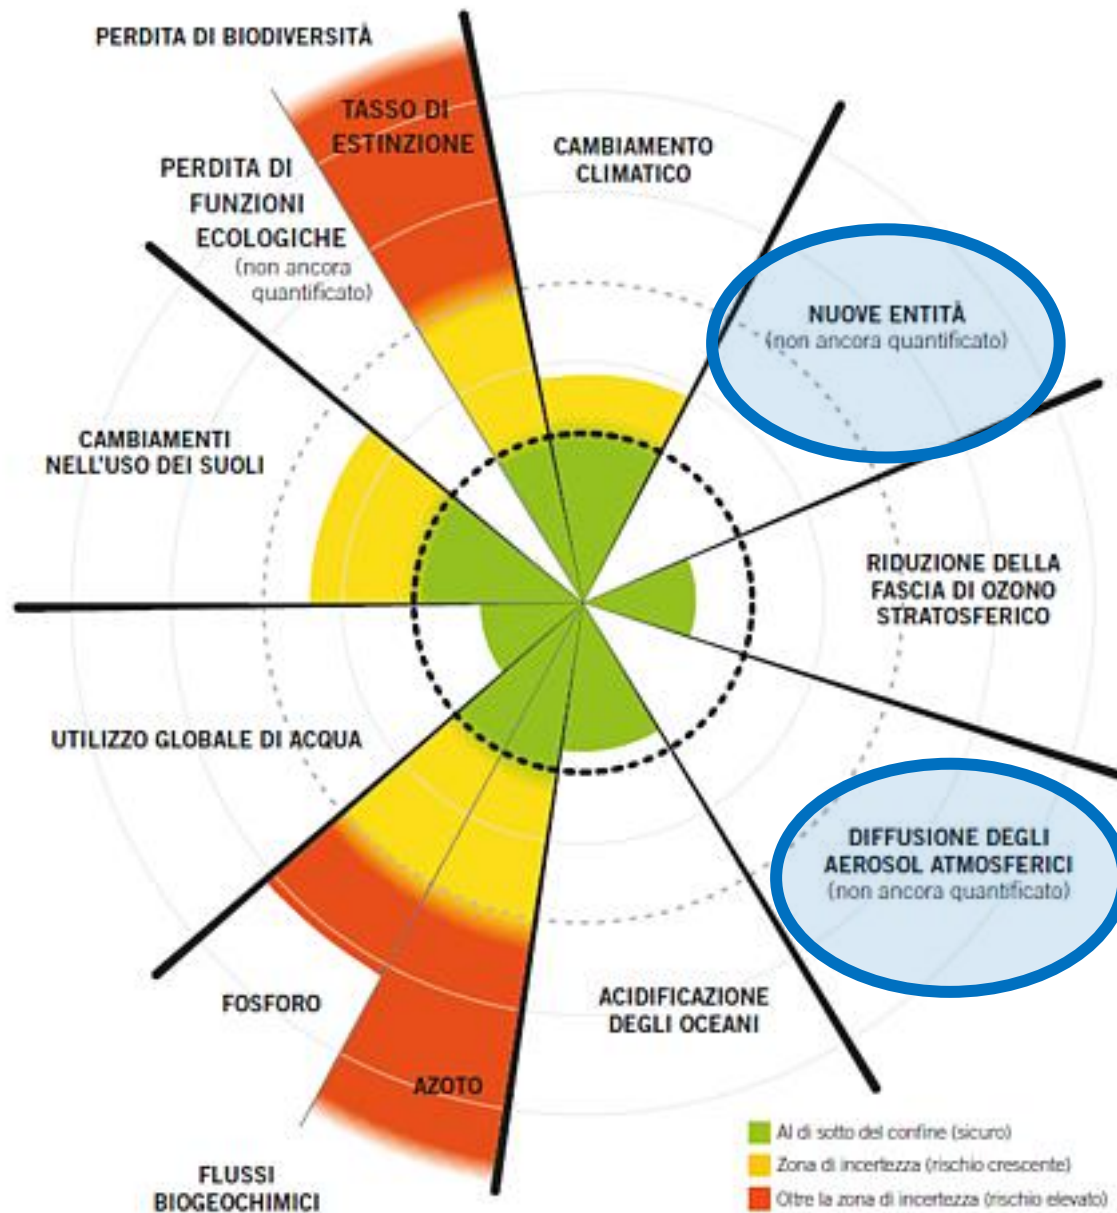 PERDITA DI BIODIVERSITÀ
TASSO DI
ESTINZIONE
PERDITA DI
FUNZIONI
ECOLOGICHE
(non ancora
quantificato)
CAMBIAMENTO
CLIMATICO
NUOVE ENTITÀ
(non ancora quantificato)
CAMBIAMENTI
NELL'USO DEI SUOLI
RIDUZIONE DELLA
FASCIA DI OZONO
STRATOSFERICO
UTILIZZO GLOBALE DI ACQUA
DIFFUSIONE DEGLI
AEROSOL ATMOSFERICI
(non ancora quantificato)
FOSFORO
ACIDIFICAZIONE
DEGLI OCEANI
AZOTO
FLUSSI
BIOGEOCHIMICI
Al di sotto del confine (sicuro)
Zona di incertezza (rischio crescente)
Oltre la zona di incertezza (rischio elevato)